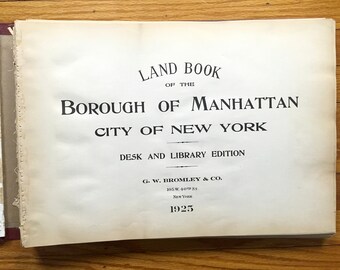 LAND BOOK
OF THE
BOROUGH OF MANHATTAN
CITY OF NEW YORK
DESK AND LIBRARY EDITION
G. W. BROMLEY & CO.
NEW YORK
1925